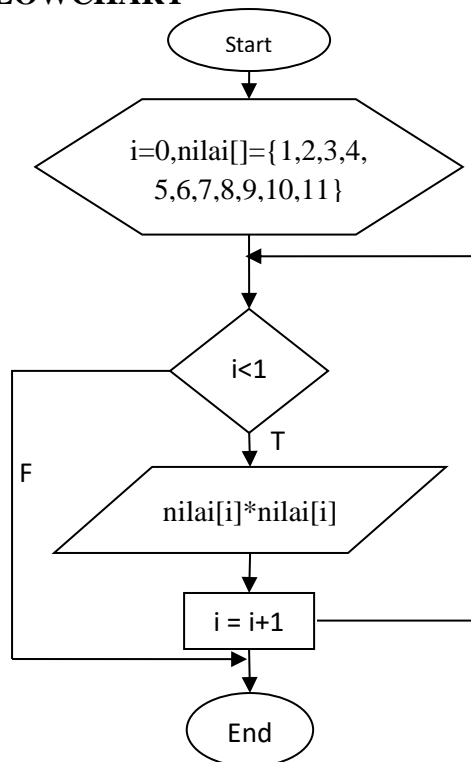 Start
i=0,nilai[]={1,2,3,4,
5,6,7,8,9,10,11}
i<1
T
F
nilai[i]*nilai[i]
i = i+1
End